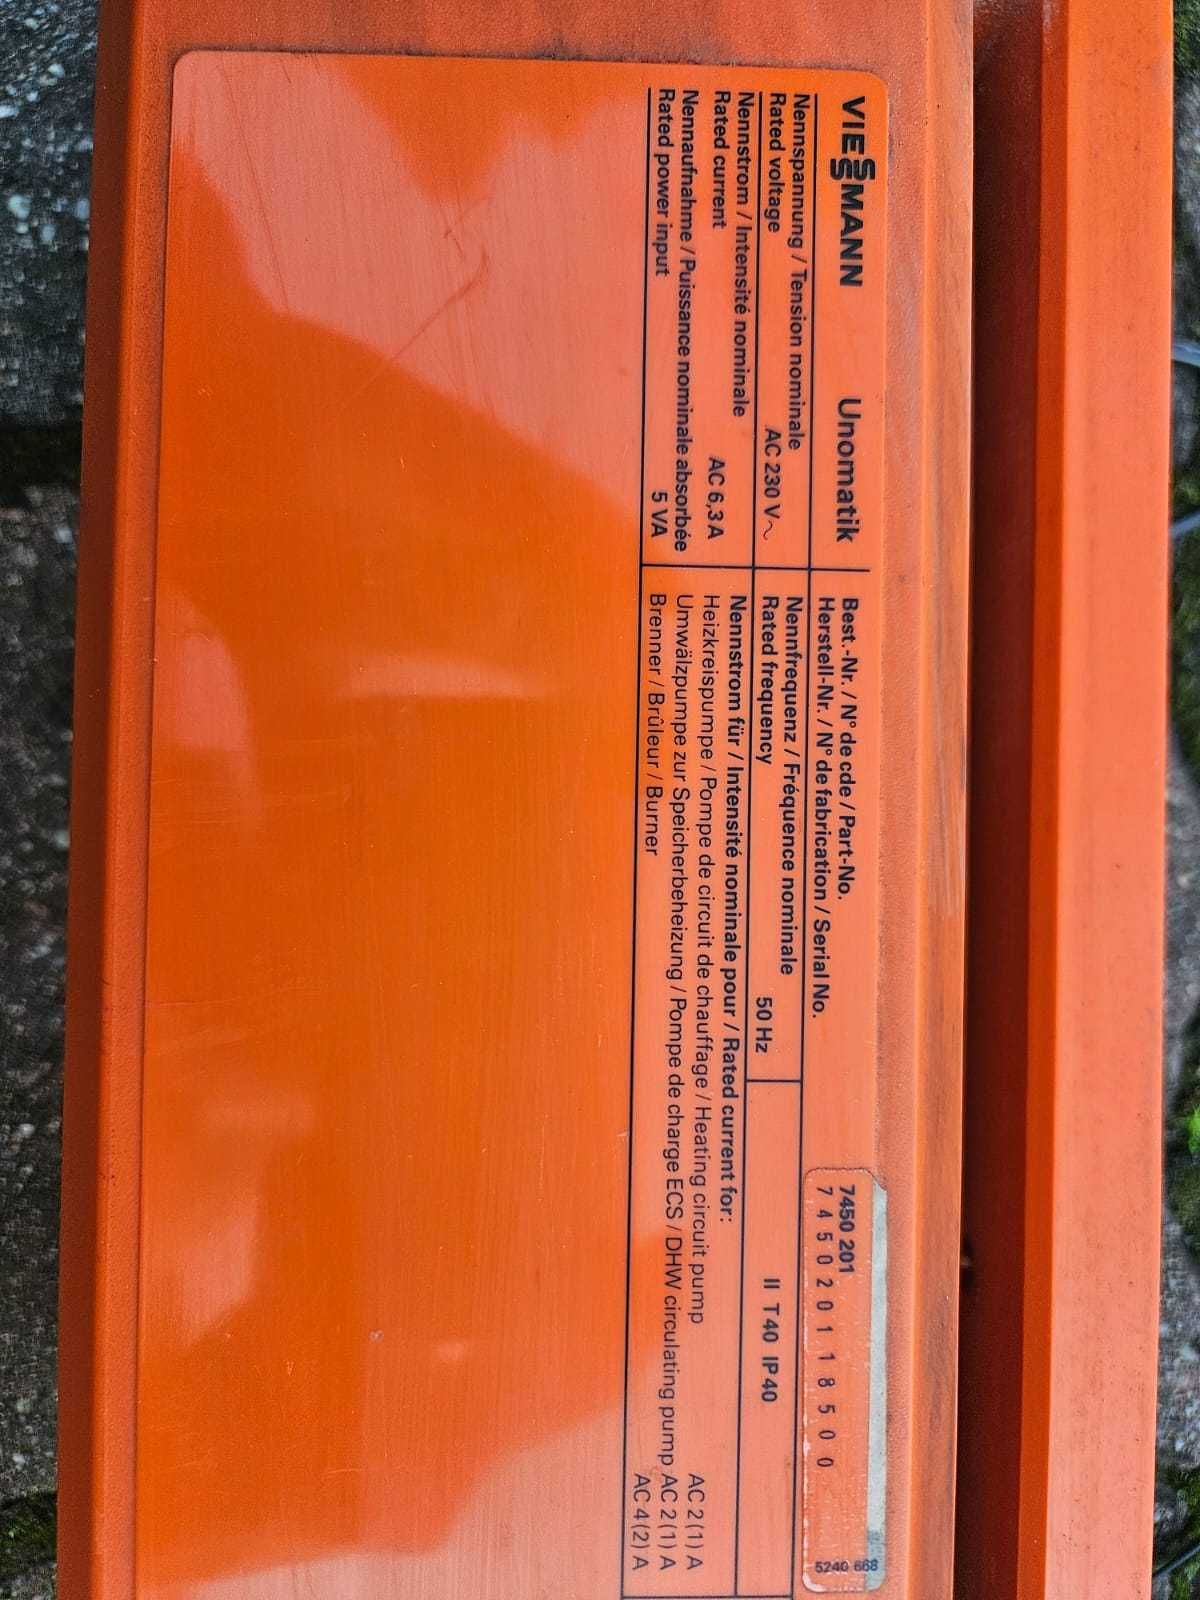 VIESSMANN Unomatik
Best.-Nr. / N° de cde / Part-No. 7450 201
Herstell-Nr. / N° de fabrication / Serial No. 7 4 5 0 2 0 1 1 8 5 0 0
5240 668
Nennspannung / Tension nominale
Rated voltage AC 230 V~
Nennfrequenz / Fréquence nominale
Rated frequency 50 Hz
II T40 IP40
Nennstrom / Intensité nominale
Rated current AC 6,3 A
Nennaufnahme / Puissance nominale absorbée
Rated power input 5 VA
Nennstrom für / Intensité nominale pour / Rated current for:
Heizkreispumpe / Pompe de circuit de chauffage / Heating circuit pump AC 2 (1) A
Umwälzpumpe zur Speicherbeheizung / Pompe de charge ECS / DHW circulating pump AC 2 (1) A
Brenner / Brûleur / Burner AC 4 (2) A